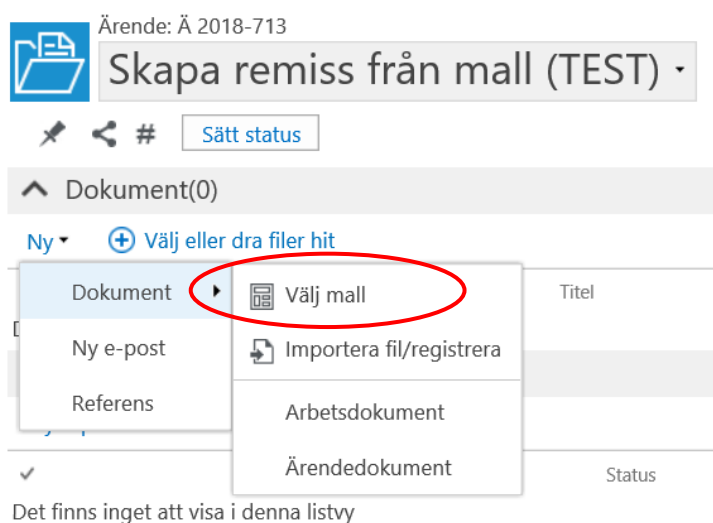 Ärende: Ä 2018-713
Skapa remiss från mall (TEST)
# Sätt status
Dokument(0)
Ny Välj eller dra filer hit
Dokument Välj mall Titel
Ny e-post Importera fil/registrera
Referens Arbetsdokument
Ärendedokument Status
Det finns inget att visa i denna listvy